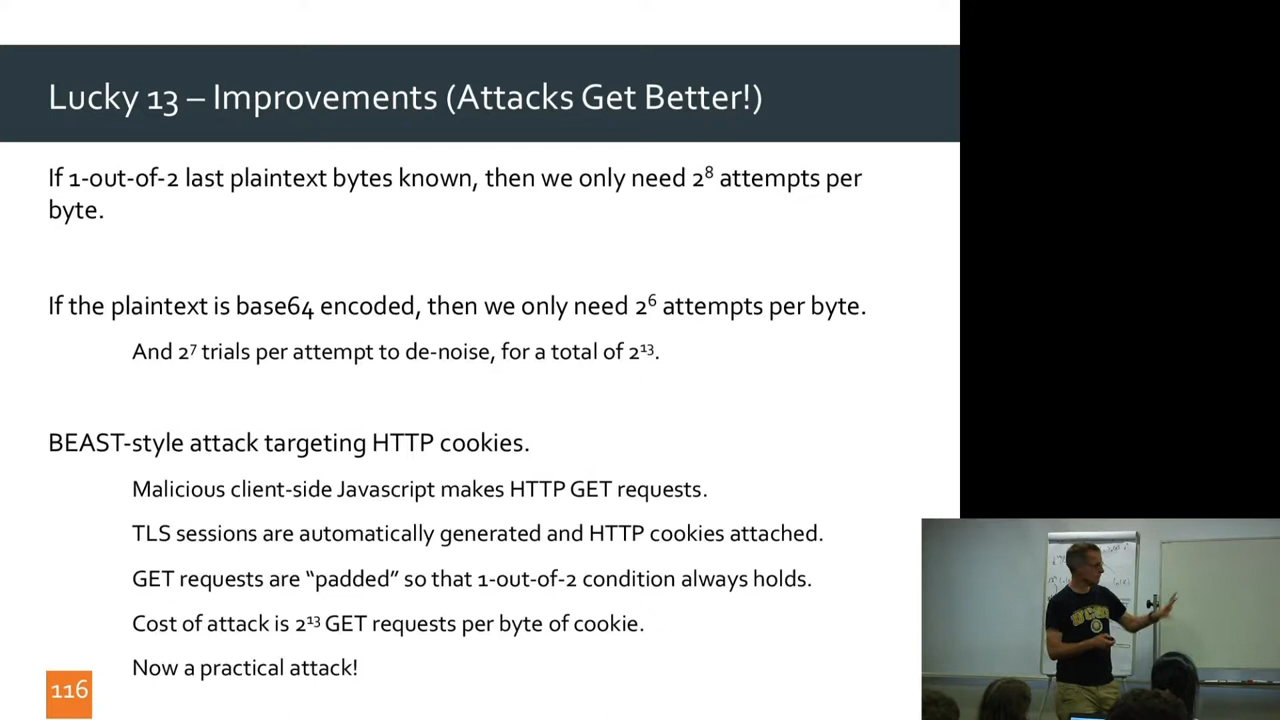 Lucky 13 – Improvements (Attacks Get Better!)
If 1-out-of-2 last plaintext bytes known, then we only need 2⁸ attempts per
byte.
If the plaintext is base64 encoded, then we only need 2⁶ attempts per byte.
And 2⁷ trials per attempt to de-noise, for a total of 2¹³.
BEAST-style attack targeting HTTP cookies.
Malicious client-side Javascript makes HTTP GET requests.
TLS sessions are automatically generated and HTTP cookies attached.
GET requests are “padded” so that 1-out-of-2 condition always holds.
Cost of attack is 2¹³ GET requests per byte of cookie.
Now a practical attack!
116